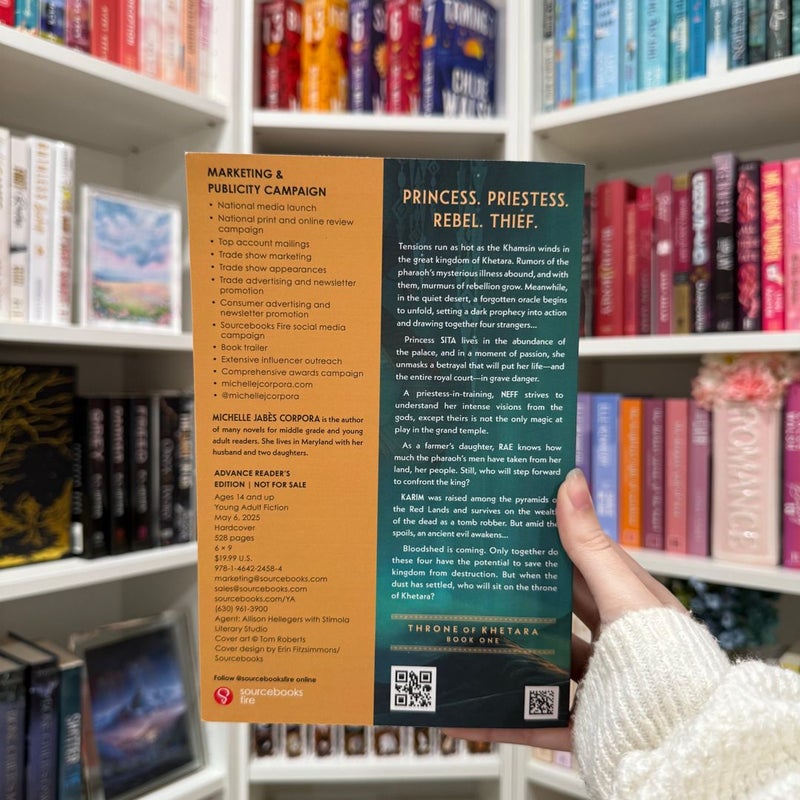 MARKETING &
PUBLICITY CAMPAIGN
• National media launch
• National print and online review
campaign
• Top account mailings
• Trade show marketing
• Trade show appearances
• Trade advertising and newsletter
promotion
• Consumer advertising and
newsletter promotion
• Sourcebooks Fire social media
campaign
• Book trailer
• Extensive influencer outreach
• Comprehensive awards campaign
• michellejcorpora.com
• @michellejcorpora
MICHELLE JABÈS CORPORA is the author
of many novels for middle grade and young
adult readers. She lives in Maryland with her
husband and two daughters.
ADVANCE READER'S
EDITION | NOT FOR SALE
Ages 14 and up
Young Adult Fiction
May 6, 2025
Hardcover
528 pages
6 × 9
$19.99 U.S.
978-1-4642-2458-4
marketing@sourcebooks.com
sales@sourcebooks.com
sourcebooks.com/YA
(630) 961-3900
Agent: Allison Hellegers with Stimola
Literary Studio
Cover art © Tom Roberts
Cover design by Erin Fitzsimmons/
Sourcebooks
Follow @sourcebooksfire online
sourcebooks
fire
PRINCESS. PRIESTESS.
REBEL. THIEF.
Tensions run as hot as the Khamsin winds in
the great kingdom of Khetara. Rumors of the
pharaoh's mysterious illness abound, and with
them, murmurs of rebellion grow. Meanwhile,
in the quiet desert, a forgotten oracle begins
to unfold, setting a dark prophecy into action
and drawing together four strangers...
Princess SITA lives in the abundance of
the palace, and in a moment of passion, she
unmasks a betrayal that will put her life—and
the entire royal court—in grave danger.
A priestess-in-training, NEFF strives to
understand her intense visions from the
gods, except theirs is not the only magic at
play in the grand temple.
As a farmer's daughter, RAE knows how
much the pharaoh's men have taken from her
land, her people. Still, who will step forward
to confront the king?
KARIM was raised among the pyramids o
the Red Lands and survives on the wealt
of the dead as a tomb robber. But amid the
spoils, an ancient evil awakens...
Bloodshed is coming. Only together do
these four have the potential to save the
kingdom from destruction. But when the
dust has settled, who will sit on the throne
of Khetara?
THRONE OF KHETARA
BOOK ONE
ROMANCE